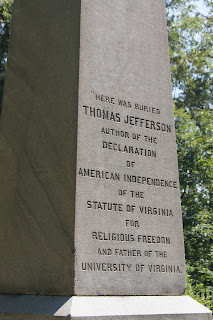 "HERE WAS BURIED
THOMAS JEFFERSON
AUTHOR OF THE
DECLARATION
OF
AMERICAN INDEPENDENCE
OF THE
STATUTE OF VIRGINIA
FOR
RELIGIOUS FREEDOM
AND FATHER OF THE
UNIVERSITY OF VIRGINIA.